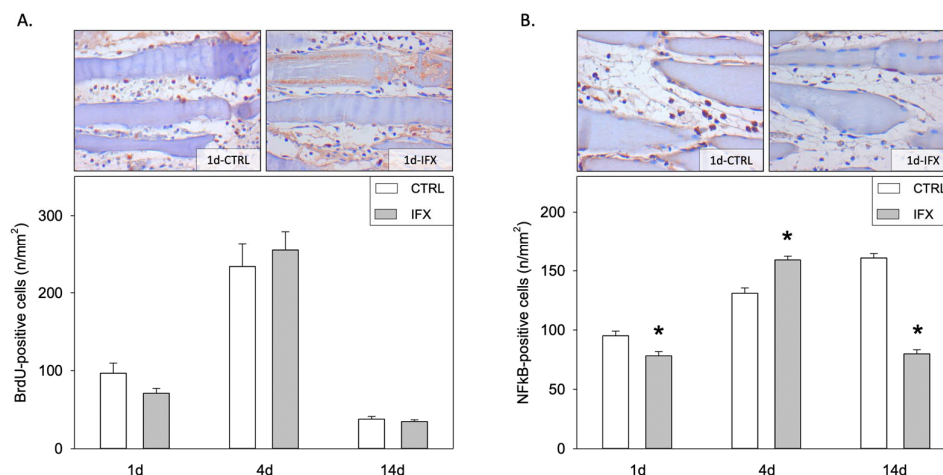 A.
1d-CTRL
1d-IFX
CTRL
IFX
BrdU-positive cells (n/mm²)
300
200
100
0
1d
4d
14d
B.
1d-CTRL
1d-IFX
CTRL
IFX
NFkB-positive cells (n/mm²)
200
150
100
50
0
*
*
*
1d
4d
14d